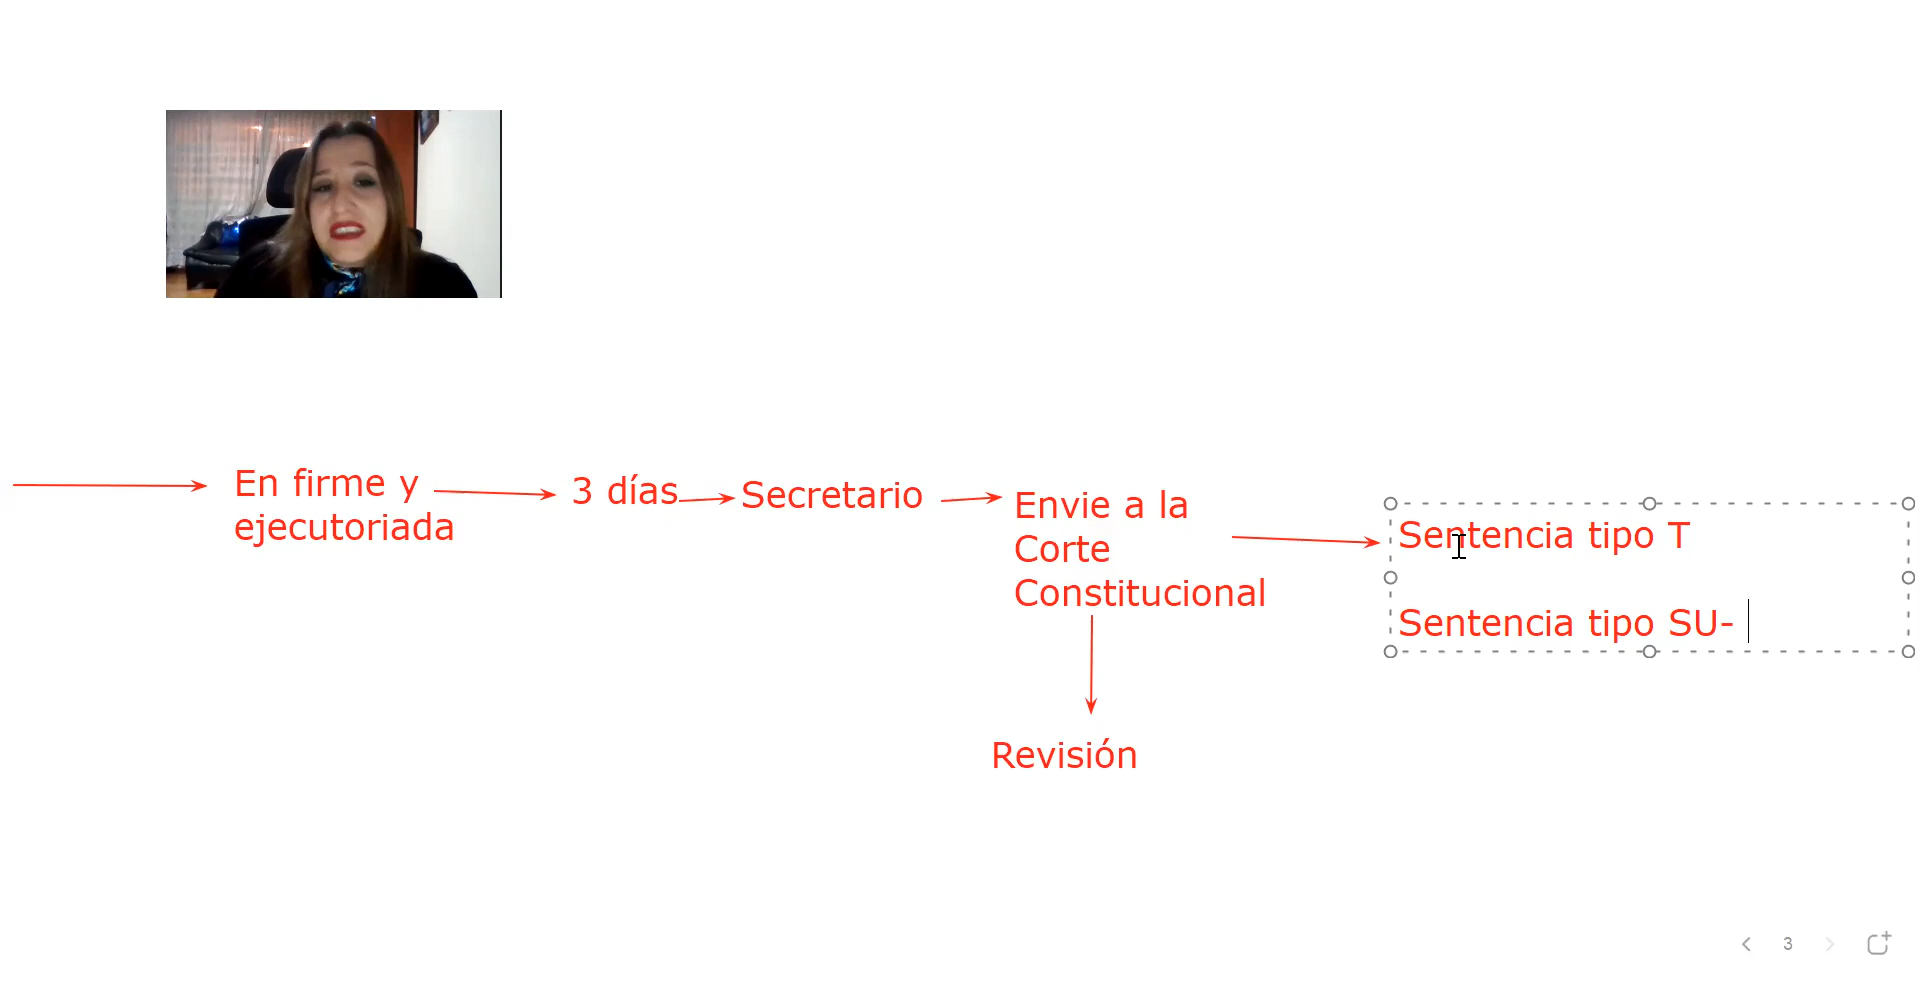 En firme y
ejecutoriada
3 días
Secretario
Envie a la
Corte
Constitucional
Sentencia tipo T
Sentencia tipo SU-
Revisión
3